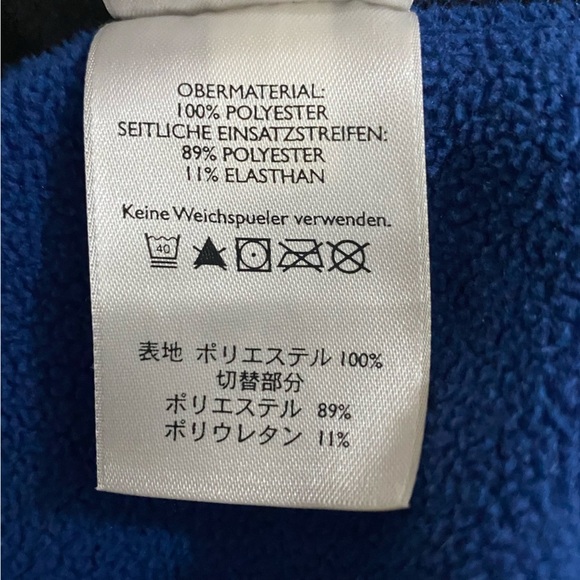 OBERMATERIAL:
100% POLYESTER
SEITLICHE EINSATZSTREIFEN:
89% POLYESTER
11% ELASTHAN
Keine Weichspueler verwenden.
40
表地 ポリエステル 100%
切替部分
ポリエステル 89%
ポリウレタン 11%